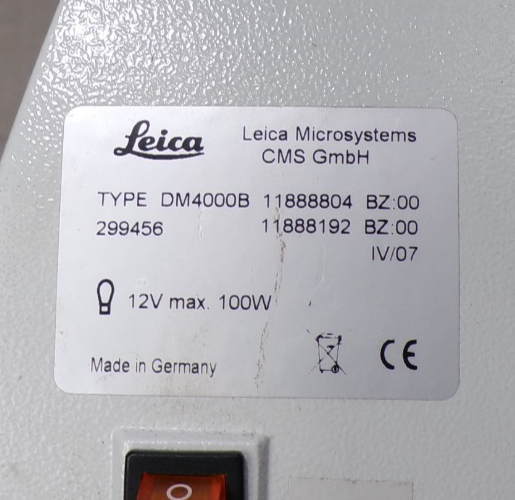 Leica
Leica Microsystems
CMS GmbH
TYPE DM4000B 11888804 BZ:00
299456 11888192 BZ:00
IV/07
12V max. 100W
Made in Germany
CE